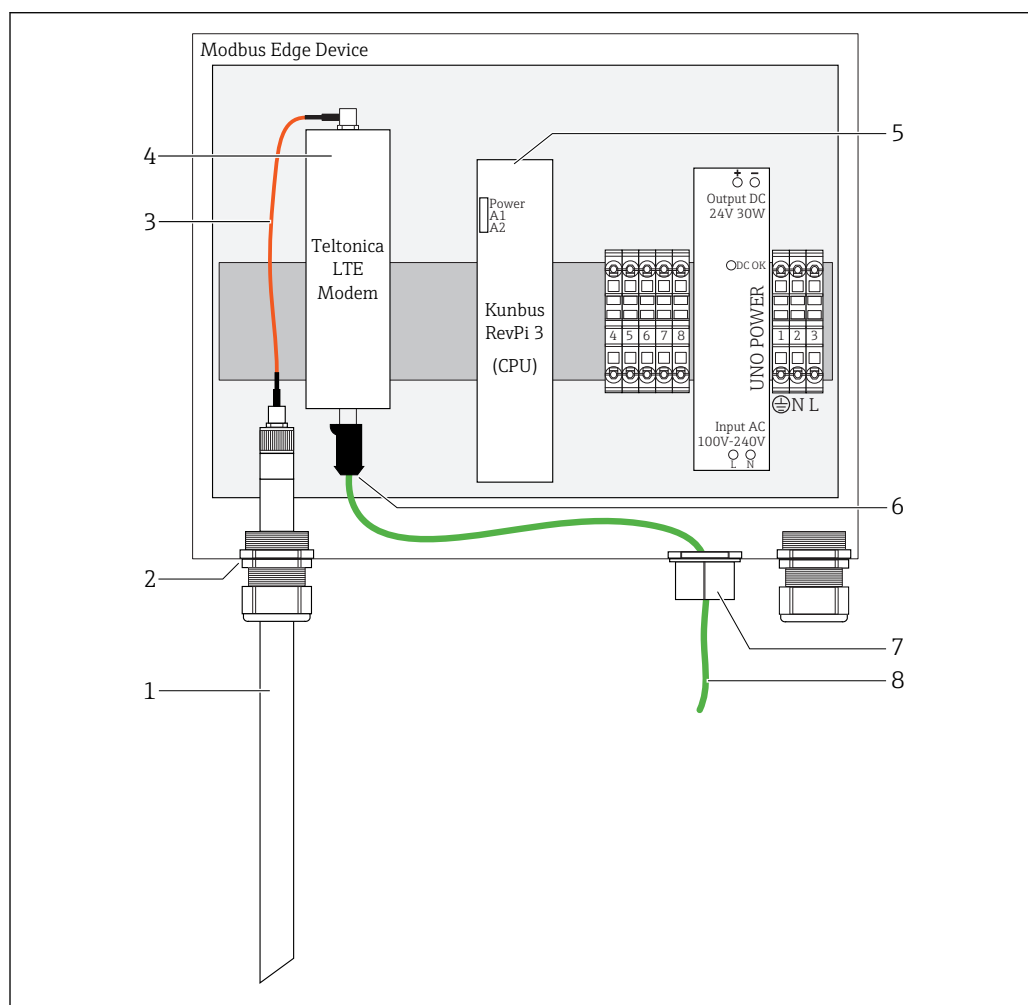 Modbus Edge Device
4
3
Teltonica
LTE
Modem
2
1
5
Power
A1
A2
Kunbus
RevPi 3
(CPU)
4 5 6 7 8
+ −
Output DC
24V 30W
DC OK
UNO POWER
Input AC
100V-240V
L N
1 2 3
N L
6
7
8